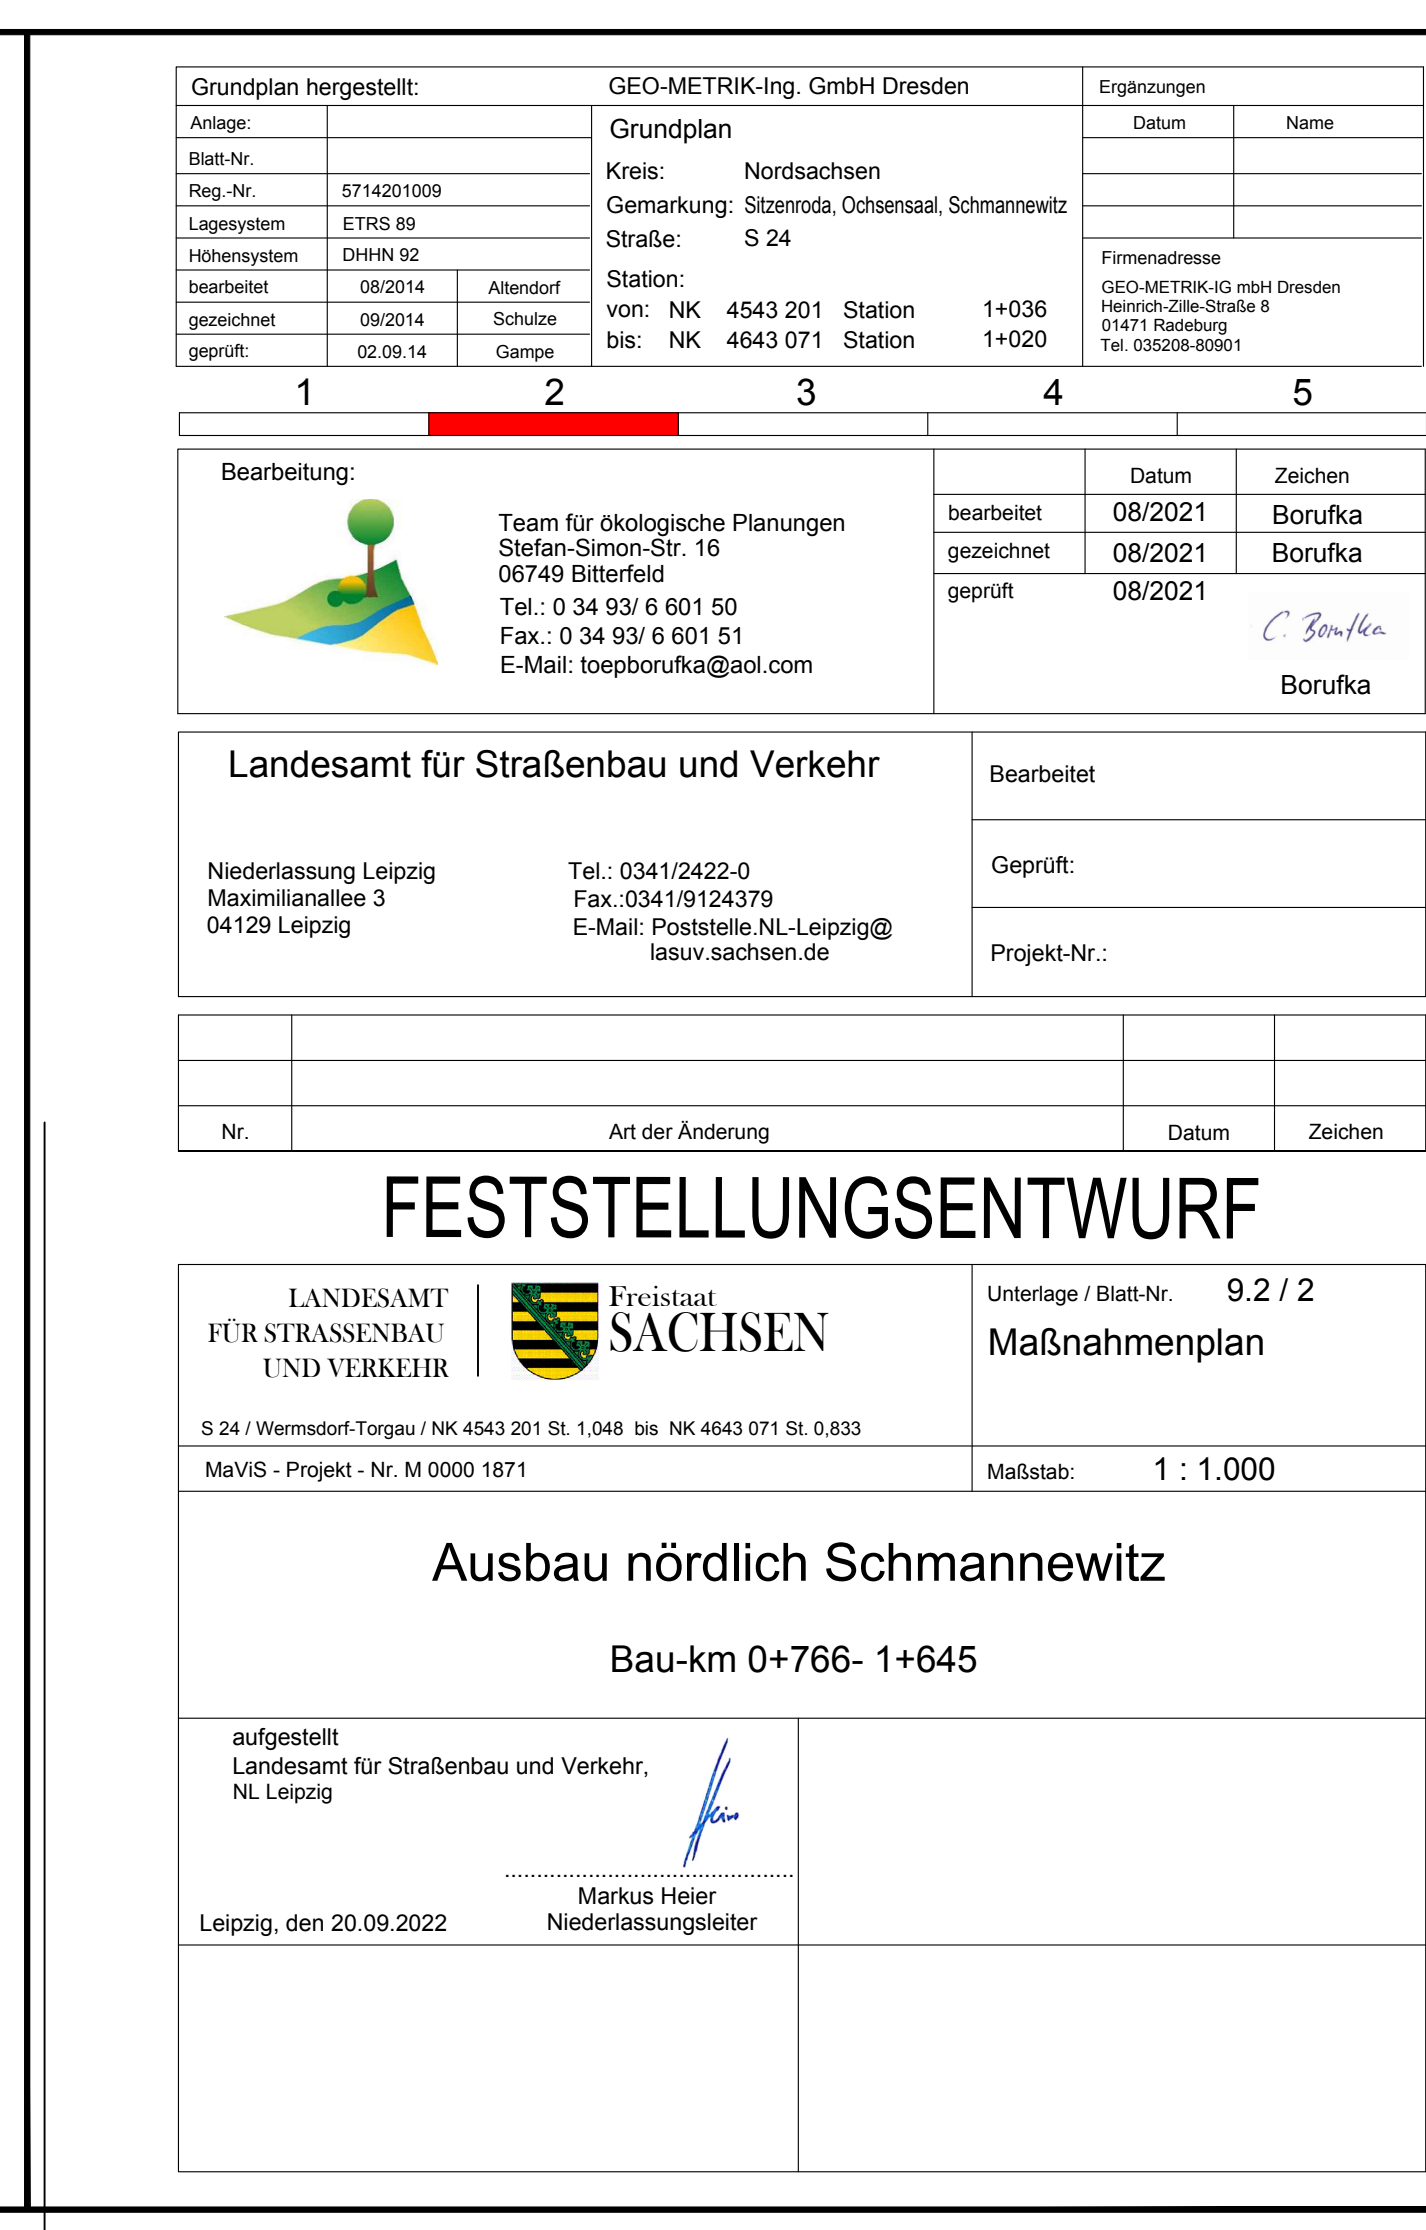 Grundplan hergestellt: GEO-METRIK-Ing. GmbH Dresden
Ergänzungen
Anlage:
Blatt-Nr.
Reg.-Nr. 5714201009
Lagesystem ETRS 89
Höhensystem DHHN 92
bearbeitet 08/2014 Altendorf
gezeichnet 09/2014 Schulze
geprüft: 02.09.14 Gampe
Grundplan
Kreis: Nordsachsen
Gemarkung: Sitzenroda, Ochsensaal, Schmannewitz
Straße: S 24
Station:
von: NK 4543 201 Station 1+036
bis: NK 4643 071 Station 1+020
Datum Name
Firmenadresse
GEO-METRIK-IG mbH Dresden
Heinrich-Zille-Straße 8
01471 Radeburg
Tel. 035208-80901
1 2 3 4 5
Bearbeitung:
Team für ökologische Planungen
Stefan-Simon-Str. 16
06749 Bitterfeld
Tel.: 0 34 93/ 6 601 50
Fax.: 0 34 93/ 6 601 51
E-Mail: toepborufka@aol.com
Datum Zeichen
bearbeitet 08/2021 Borufka
gezeichnet 08/2021 Borufka
geprüft 08/2021
C. Borufka
Borufka
Landesamt für Straßenbau und Verkehr
Niederlassung Leipzig
Maximilianallee 3
04129 Leipzig
Tel.: 0341/2422-0
Fax.:0341/9124379
E-Mail: Poststelle.NL-Leipzig@
lasuv.sachsen.de
Bearbeitet
Geprüft:
Projekt-Nr.:
Nr. Art der Änderung Datum Zeichen
FESTSTELLUNGSENTWURF
LANDESAMT
FÜR STRASSENBAU
UND VERKEHR
Freistaat
SACHSEN
S 24 / Wermsdorf-Torgau / NK 4543 201 St. 1,048 bis NK 4643 071 St. 0,833
Unterlage / Blatt-Nr. 9.2 / 2
Maßnahmenplan
MaViS - Projekt - Nr. M 0000 1871
Maßstab: 1 : 1.000
Ausbau nördlich Schmannewitz
Bau-km 0+766- 1+645
aufgestellt
Landesamt für Straßenbau und Verkehr,
NL Leipzig
Markus Heier
Leipzig, den 20.09.2022 Niederlassungsleiter